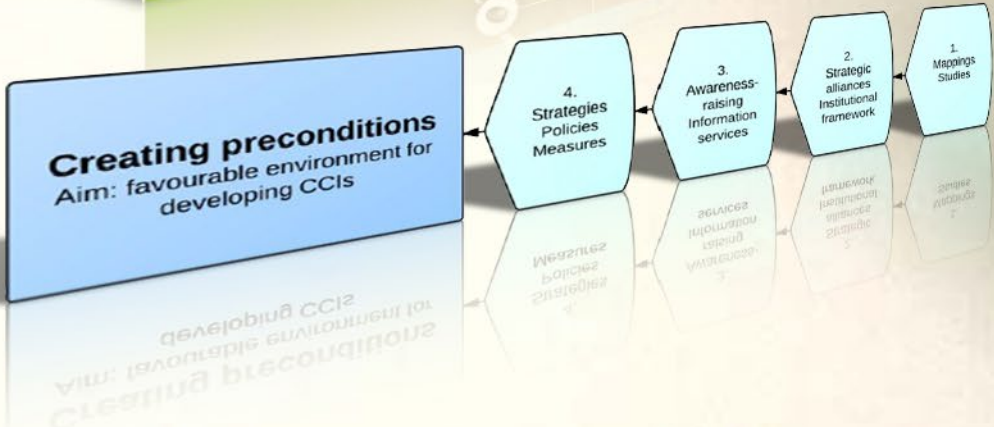 Creating preconditions
Aim: favourable environment for
developing CCIs
4.
Strategies
Policies
Measures
3.
Awareness-
raising
Information
services
2.
Strategic
alliances
Institutional
framework
1.
Mappings
Studies